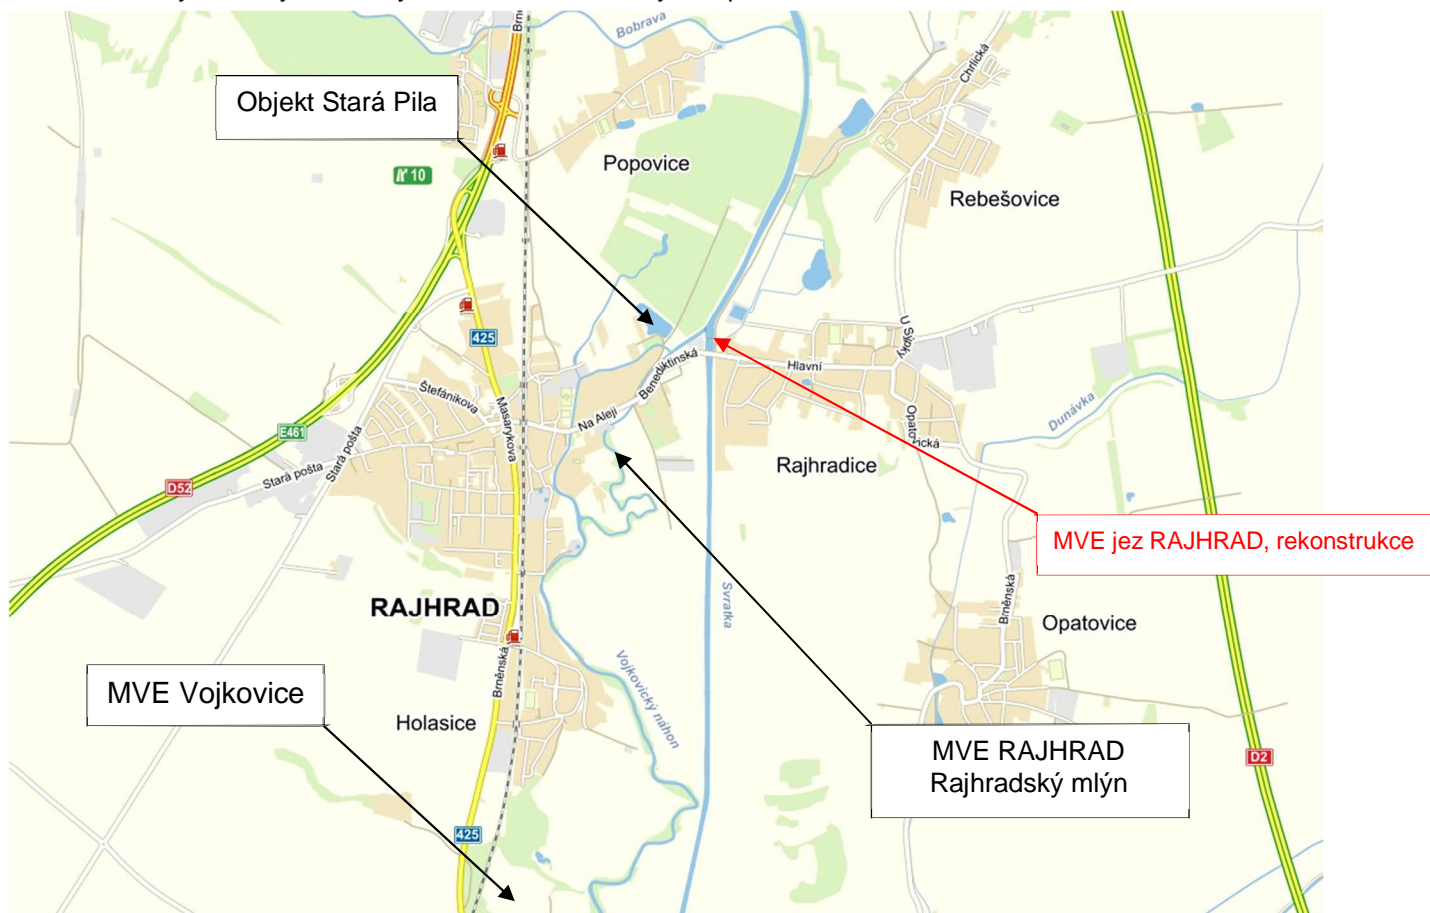 Bobrava
Brn
Chrlická
Objekt Stará Pila
Popovice
10
Rebešovice
425
U Sýpky
Hlavní
Benediktinská
Štefánikova
Masarykova
Na Aleji
Opatovická
Dunávka
E461
Stará pošta
Stará pošta
Rajhradice
D52
MVE jez RAJHRAD, rekonstrukce
Svratka
RAJHRAD
Brněnská
Opatovice
Brněnská
Vojkovický náhon
MVE Vojkovice
Holasice
MVE RAJHRAD
Rajhradský mlýn
D2
425